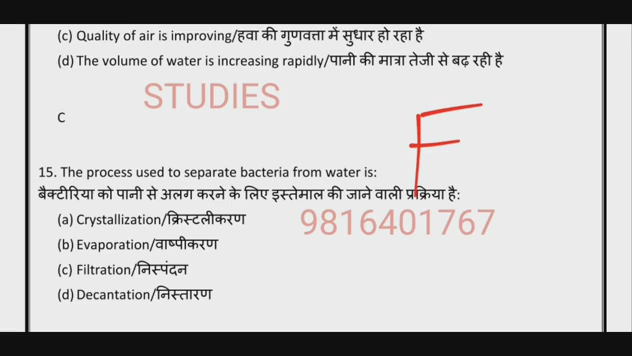 (c) Quality of air is improving/हवा की गुणवत्ता में सुधार हो रहा है
(d) The volume of water is increasing rapidly/पानी की मात्रा तेजी से बढ़ रही है
STUDIES
C
F
15. The process used to separate bacteria from water is:
बैक्टीरिया को पानी से अलग करने के लिए इस्तेमाल की जाने वाली प्रक्रिया है:
(a) Crystallization/क्रिस्टलीकरण
9816401767
(b) Evaporation/वाष्पीकरण
(c) Filtration/निस्पंदन
(d) Decantation/निस्तारण